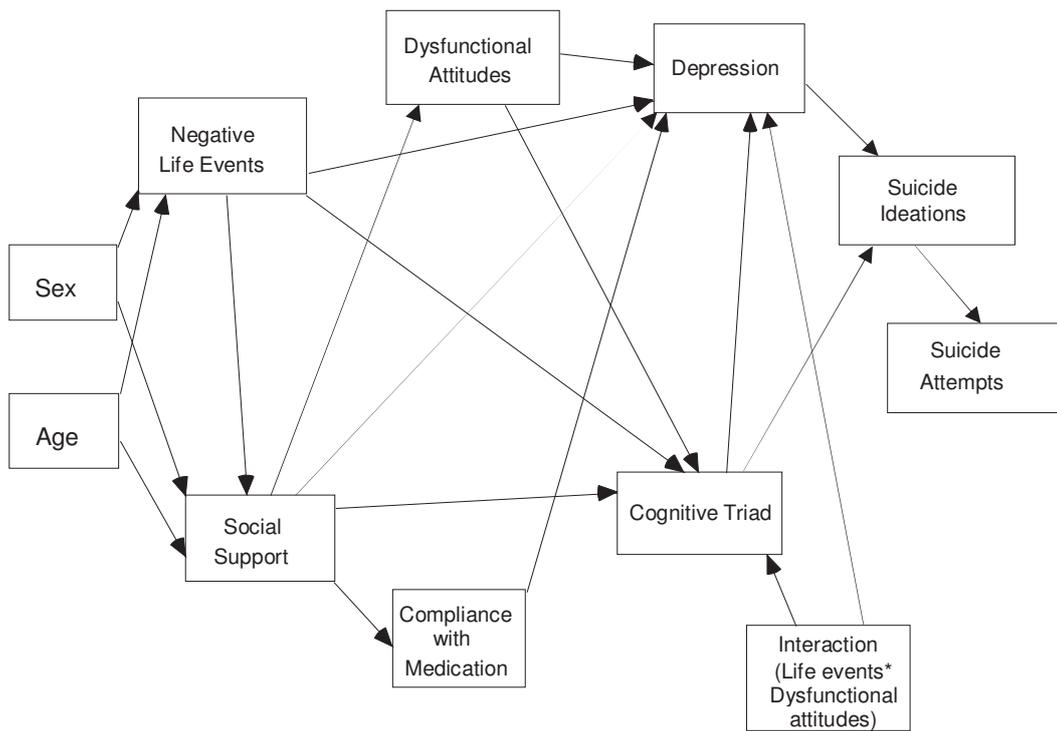 Dysfunctional
Attitudes
Depression
Negative
Life Events
Suicide
Ideations
Sex
Suicide
Attempts
Age
Social
Support
Cognitive Triad
Compliance
with
Medication
Interaction
(Life events*
Dysfunctional
attitudes)